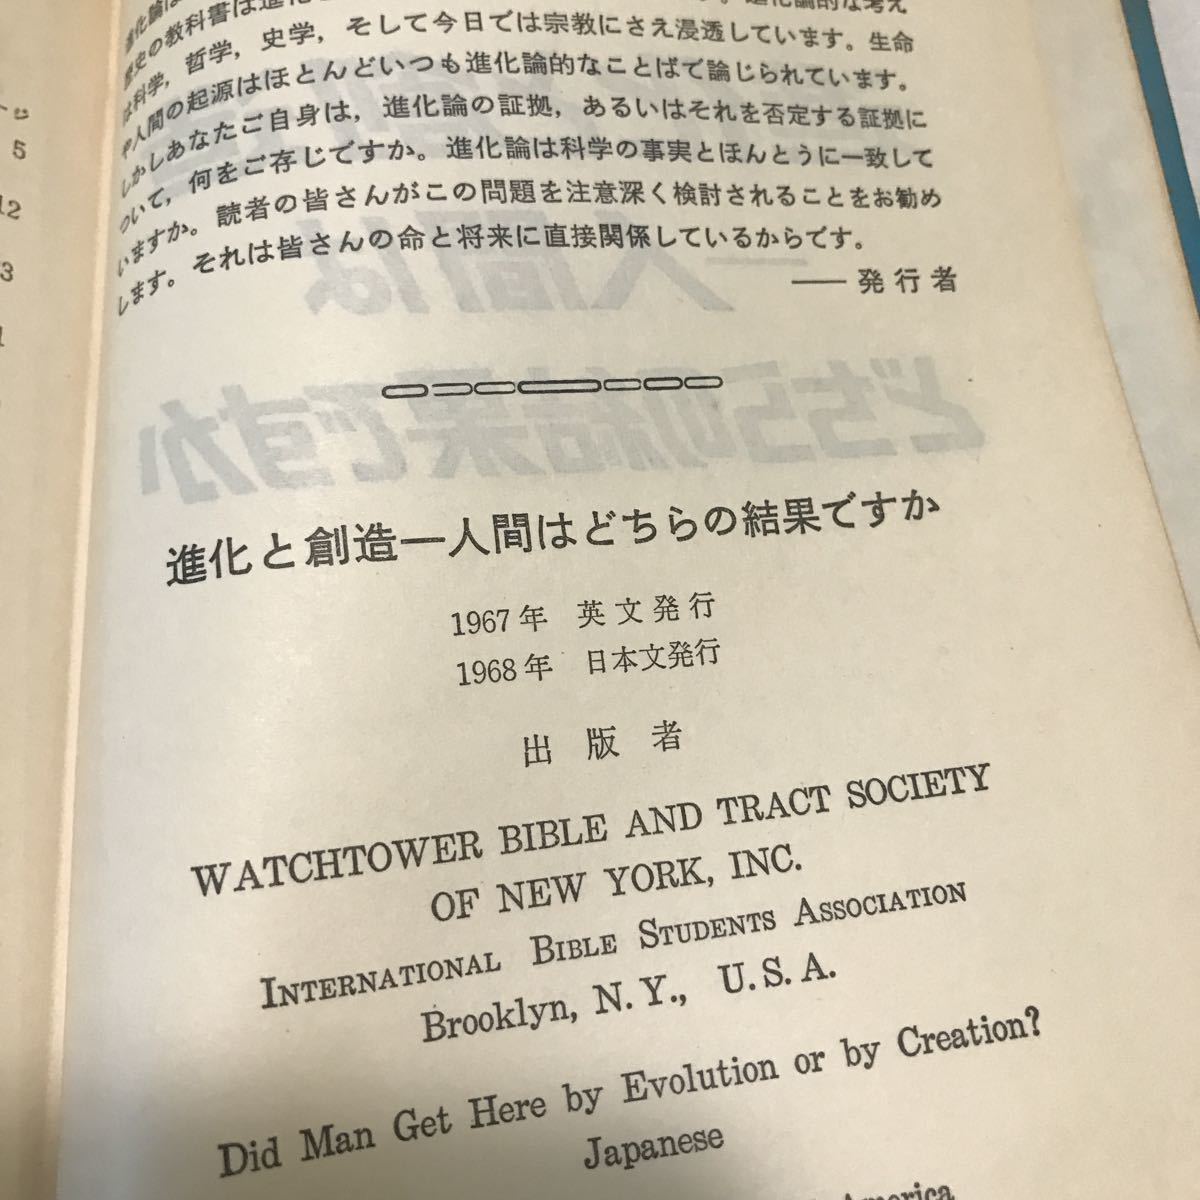 進化論は
歴史の教科書は進化と
は科学，哲学，史学，そして今日では宗教にさえ浸透しています。生命
や人間の起源はほとんどいつも進化論的なことばで論じられています。
しかしあなたご自身は，進化論の証拠，あるいはそれを否定する証拠に
ついて，何をご存じですか。進化論は科学の事実とほんとうに一致して
いますか。読者の皆さんがこの問題を注意深く検討されることをお勧め
します。それは皆さんの命と将来に直接関係しているからです。
——発行者
進化と創造—人間はどちらの結果ですか
1967年 英文発行
1968年 日本文発行
出版者
WATCHTOWER BIBLE AND TRACT SOCIETY
OF NEW YORK, INC.
INTERNATIONAL BIBLE STUDENTS ASSOCIATION
Brooklyn, N.Y., U.S.A.
Did Man Get Here by Evolution or by Creation?
Japanese
America
5
12
3
1